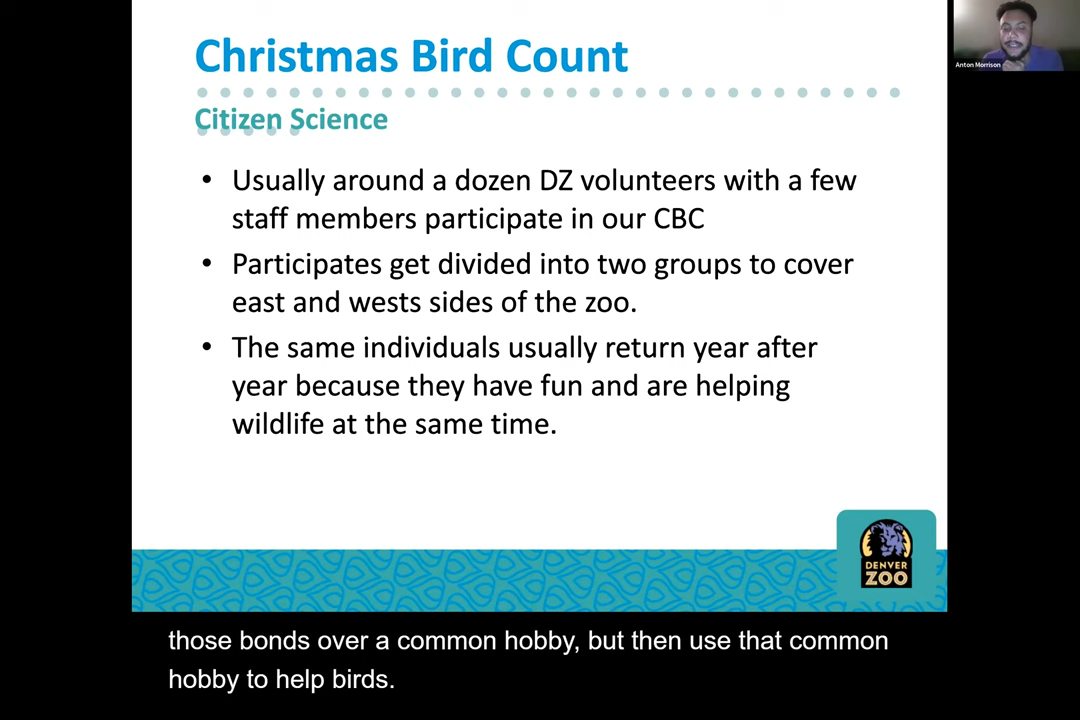 Christmas Bird Count
Anton Morrison
Citizen Science
• Usually around a dozen DZ volunteers with a few
staff members participate in our CBC
• Participates get divided into two groups to cover
east and wests sides of the zoo.
• The same individuals usually return year after
year because they have fun and are helping
wildlife at the same time.
DENVER
ZOO
those bonds over a common hobby, but then use that common
hobby to help birds.